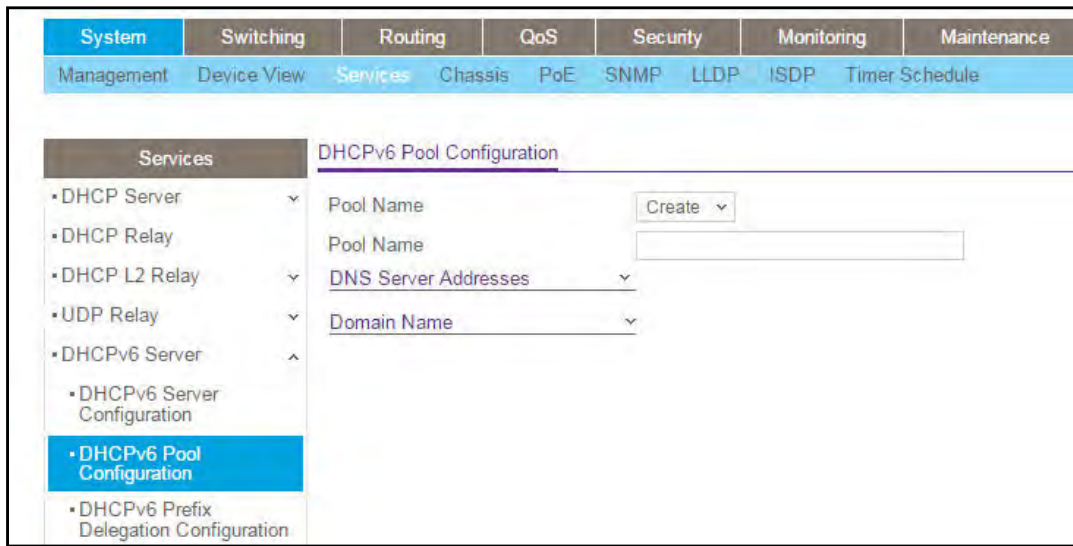 System Switching Routing QoS Security Monitoring Maintenance
Management Device View Services Chassis PoE SNMP LLDP ISDP Timer Schedule
Services
▪ DHCP Server
▪ DHCP Relay
▪ DHCP L2 Relay
▪ UDP Relay
▪ DHCPv6 Server
▪ DHCPv6 Server
Configuration
▪ DHCPv6 Pool
Configuration
▪ DHCPv6 Prefix
Delegation Configuration
DHCPv6 Pool Configuration
Pool Name Create
Pool Name
DNS Server Addresses
Domain Name